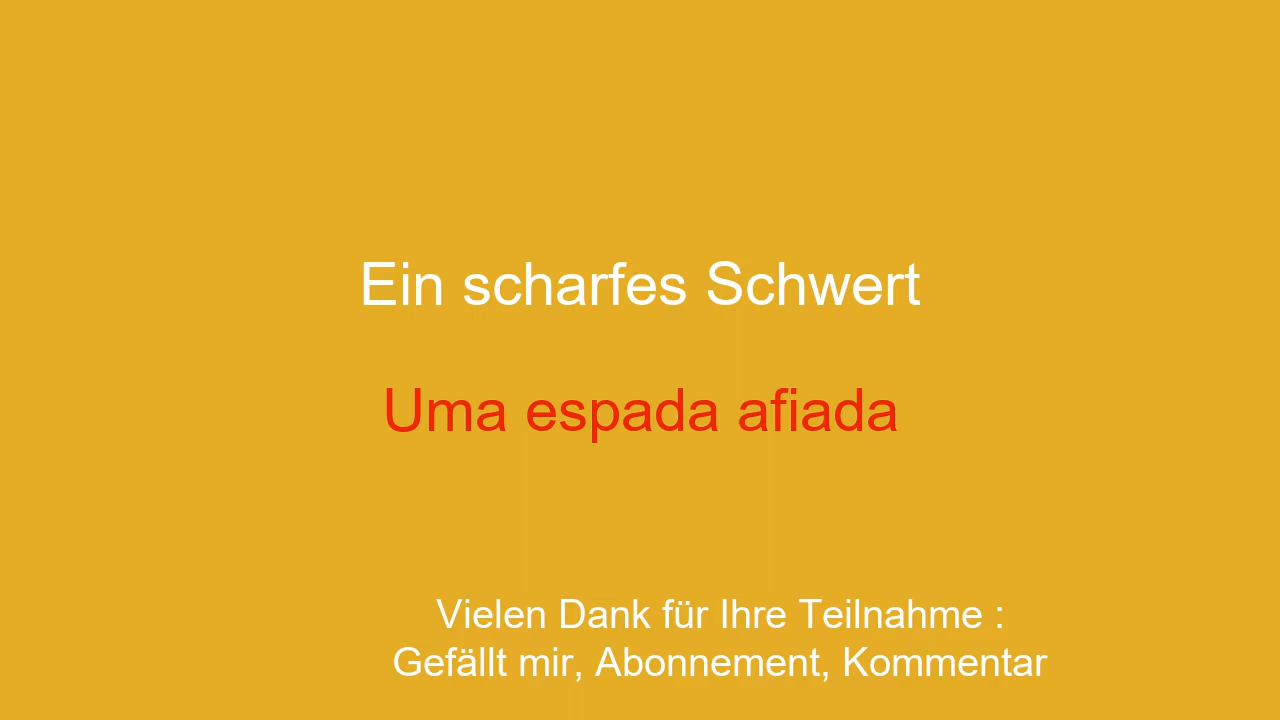 Ein scharfes Schwert
Uma espada afiada
Vielen Dank für Ihre Teilnahme :
Gefällt mir, Abonnement, Kommentar